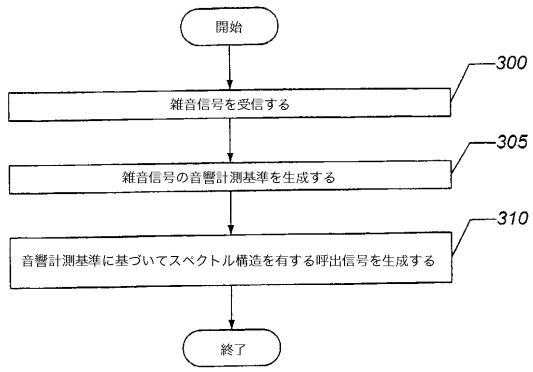 開始
300
雑音信号を受信する
305
雑音信号の音響計測基準を生成する
310
音響計測基準に基づいてスペクトル構造を有する呼出信号を生成する
終了